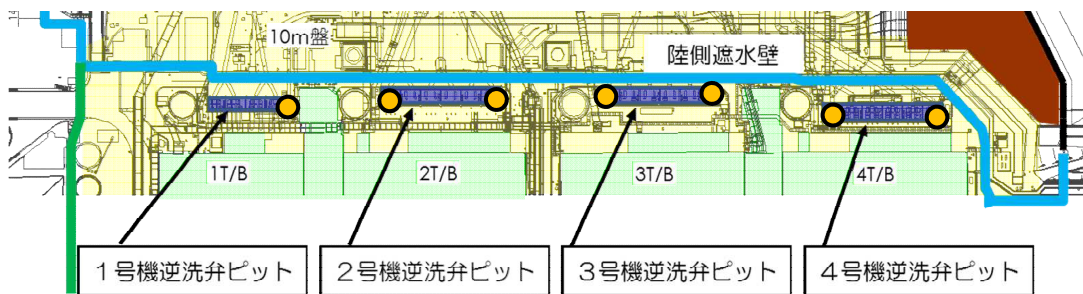 10m盤
陸側遮水壁
1T/B
2T/B
3T/B
4T/B
1号機逆洗弁ピット
2号機逆洗弁ピット
3号機逆洗弁ピット
4号機逆洗弁ピット